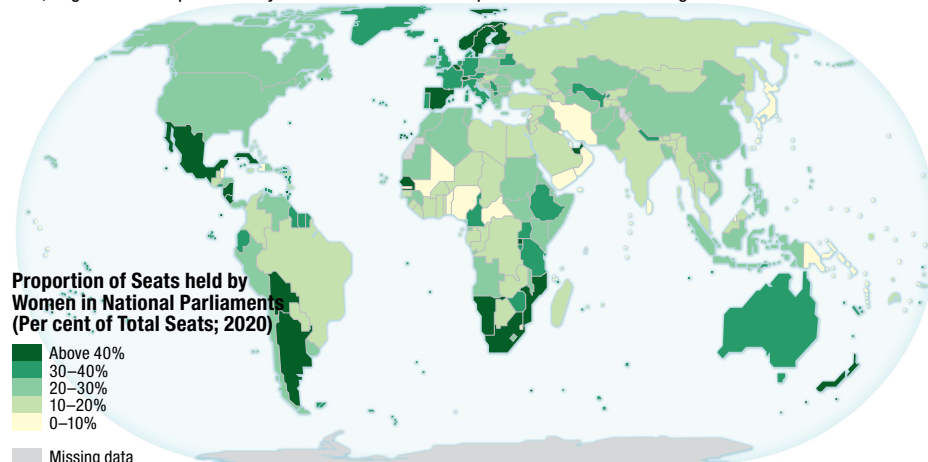 Proportion of Seats held by
Women in National Parliaments
(Per cent of Total Seats; 2020)
Above 40%
30–40%
20–30%
10–20%
0–10%
Missing data